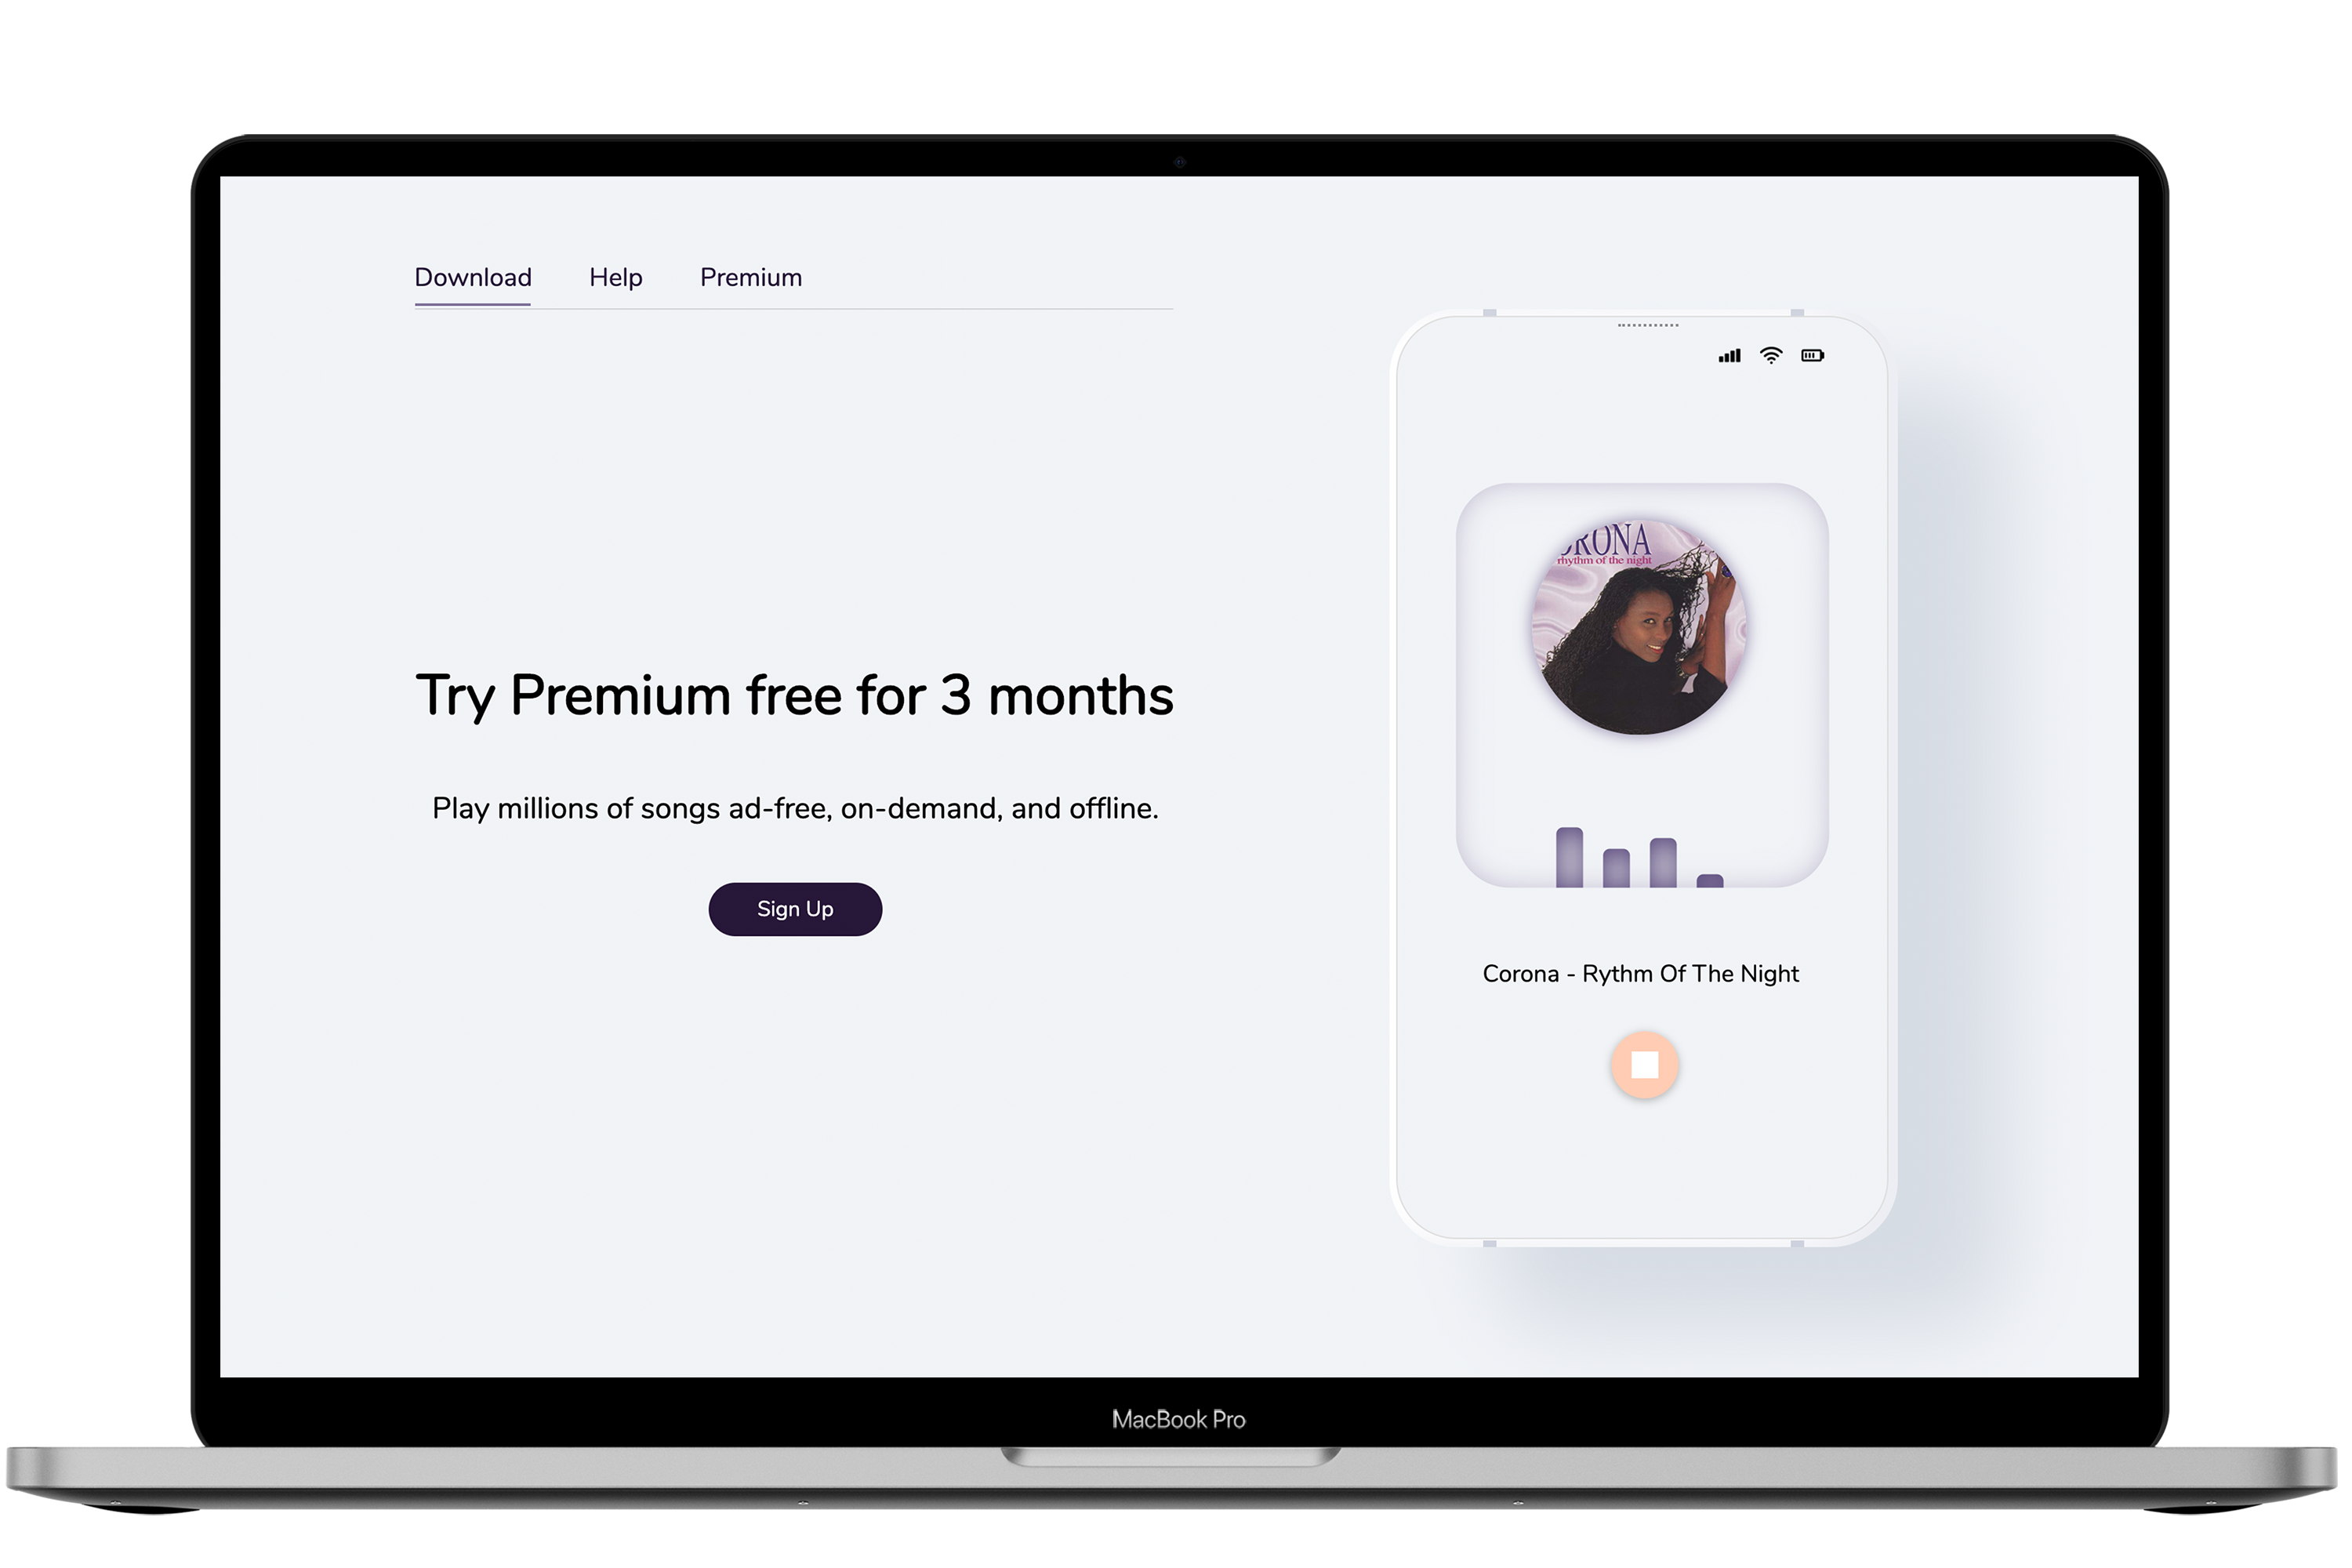 Download Help Premium
Try Premium free for 3 months
Play millions of songs ad-free, on-demand, and offline.
Sign Up
ORONA
rhythm of the night
Corona - Rythm Of The Night
MacBook Pro